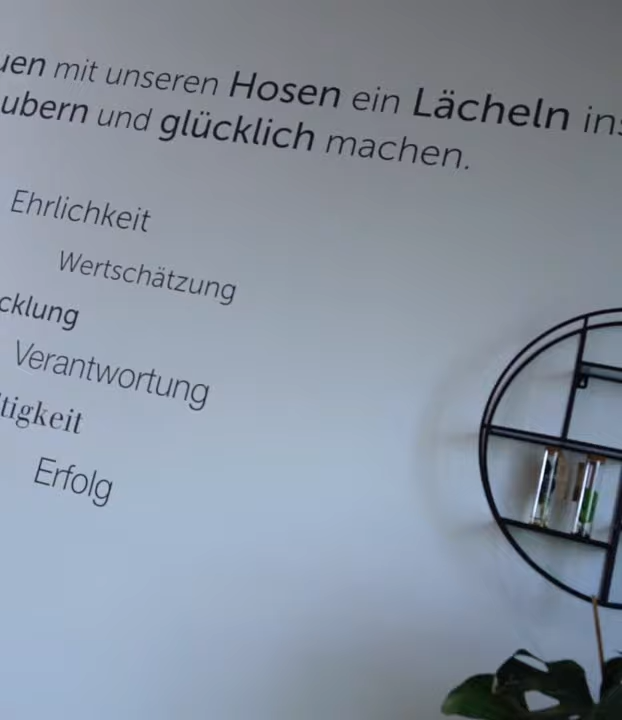 uen mit unseren Hosen ein Lächeln ins
ubern und glücklich machen.
Ehrlichkeit
Wertschätzung
cklung
Verantwortung
tigkeit
Erfolg